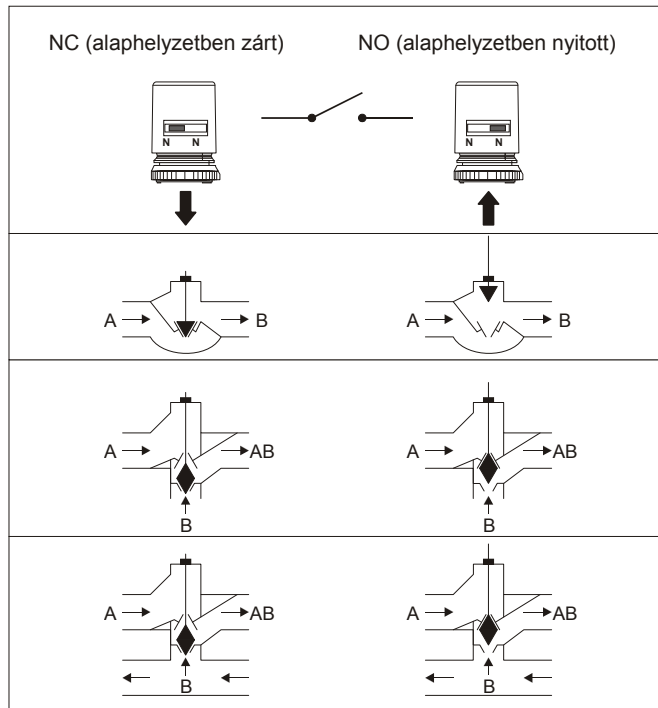 NC (alaphelyzetben zárt) NO (alaphelyzetben nyitott)
N N N N
A B A B
A AB A AB
B B
A AB A AB
B B